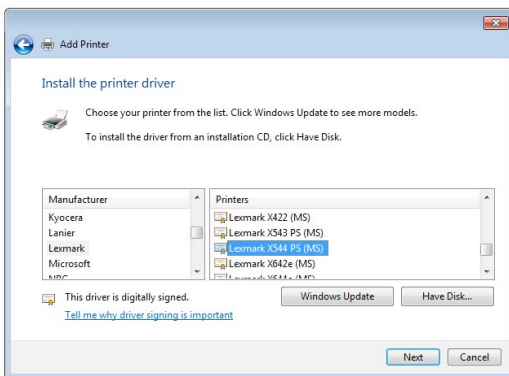 Add Printer
Install the printer driver
Choose your printer from the list. Click Windows Update to see more models.
To install the driver from an installation CD, click Have Disk.
Manufacturer
Kyocera
Lanier
Lexmark
Microsoft
Printers
Lexmark X422 (MS)
Lexmark X543 PS (MS)
Lexmark X544 PS (MS)
Lexmark X642e (MS)
This driver is digitally signed.
Tell me why driver signing is important
Windows Update
Have Disk...
Next
Cancel